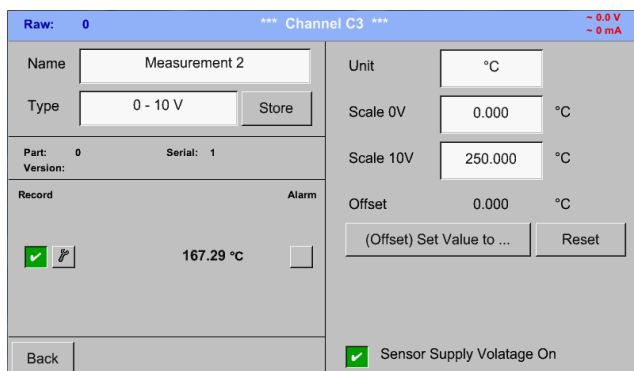 Raw: 0 *** Channel C3 *** ~ 0.0 V
~ 0 mA
Name Measurement 2
Type 0 - 10 V Store
Part: 0 Serial: 1
Version:
Record Alarm
167.29 °C
Back
Unit °C
Scale 0V 0.000 °C
Scale 10V 250.000 °C
Offset 0.000 °C
(Offset) Set Value to ... Reset
Sensor Supply Volatage On